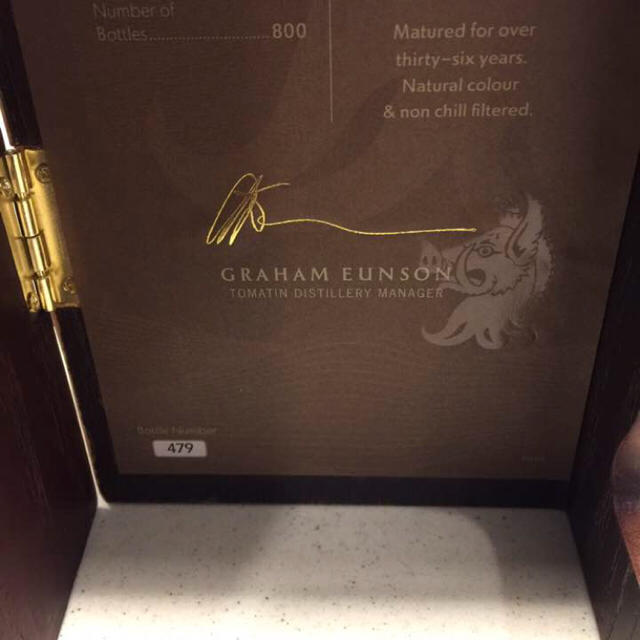 Number of
Bottles..............................800
Matured for over
thirty-six years.
Natural colour
& non chill filtered.
GRAHAM EUNSON
TOMATIN DISTILLERY MANAGER
Bottle Number
479